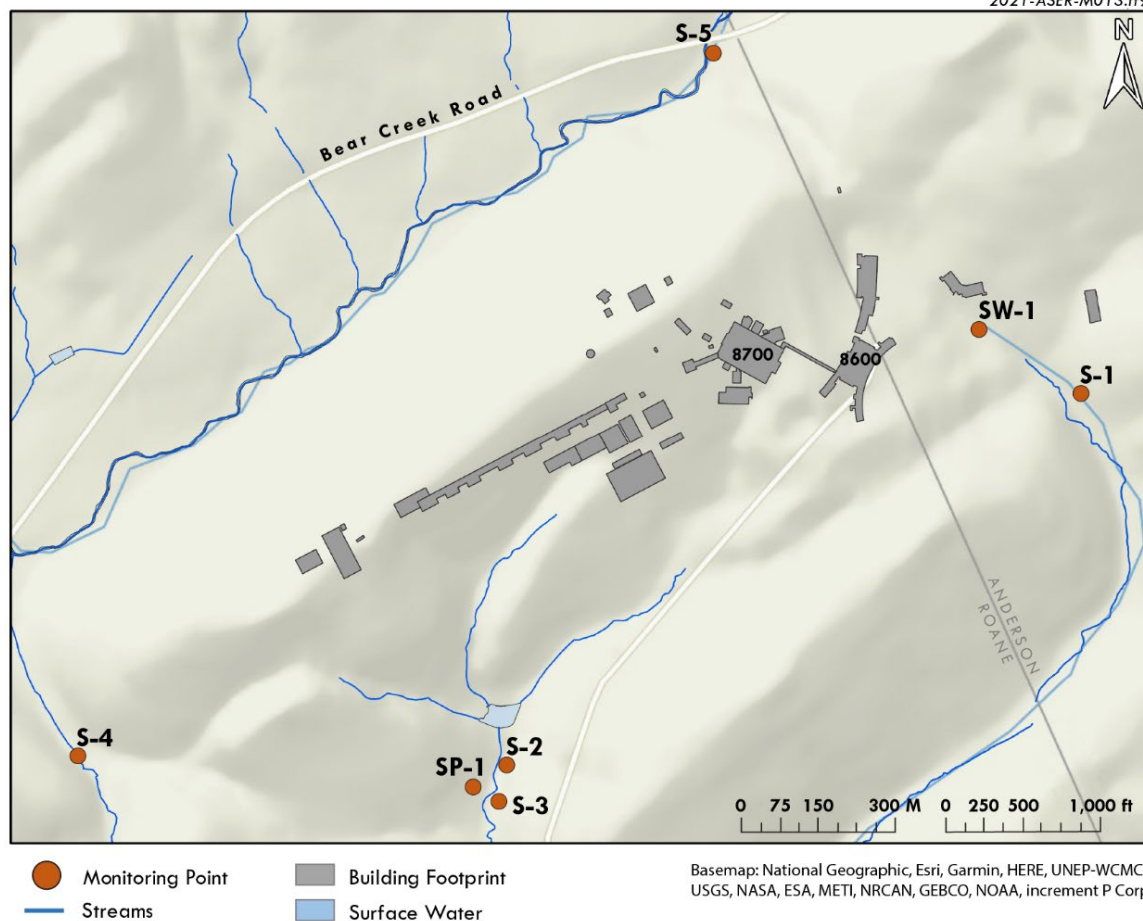 S-5
N
Bear Creek Road
SW-1
8700
8600
S-1
ANDERSON
ROANE
S-4
S-2
SP-1
S-3
0 75 150 300 M
0 250 500 1,000 ft
Monitoring Point
Building Footprint
Streams
Surface Water
Basemap: National Geographic, Esri, Garmin, HERE, UNEP-WCMC
USGS, NASA, ESA, METI, NRCAN, GEBCO, NOAA, increment P Corp